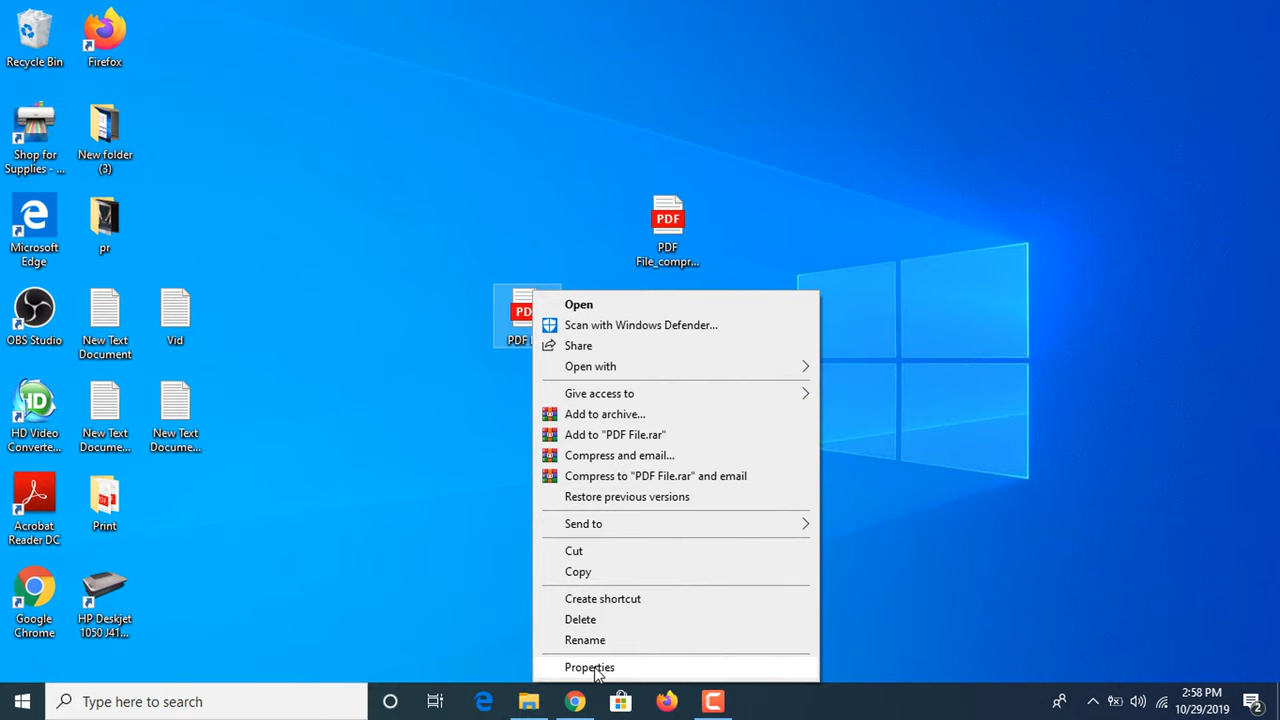 Recycle Bin
Firefox
Shop for
Supplies - ...
New folder
(3)
Microsoft
Edge
pr
OBS Studio
New Text
Document
Vid
HD Video
Converte...
New Text
Docume...
New Text
Docume...
Acrobat
Reader DC
Print
Google
Chrome
HP Deskjet
1050 J41...
PDF
PDF
File_compr...
PD
PDF
Open
Scan with Windows Defender...
Share
Open with
Give access to
Add to archive...
Add to "PDF File.rar"
Compress and email...
Compress to "PDF File.rar" and email
Restore previous versions
Send to
Cut
Copy
Create shortcut
Delete
Rename
Properties
Type here to search
2:58 PM
10/29/2019
2